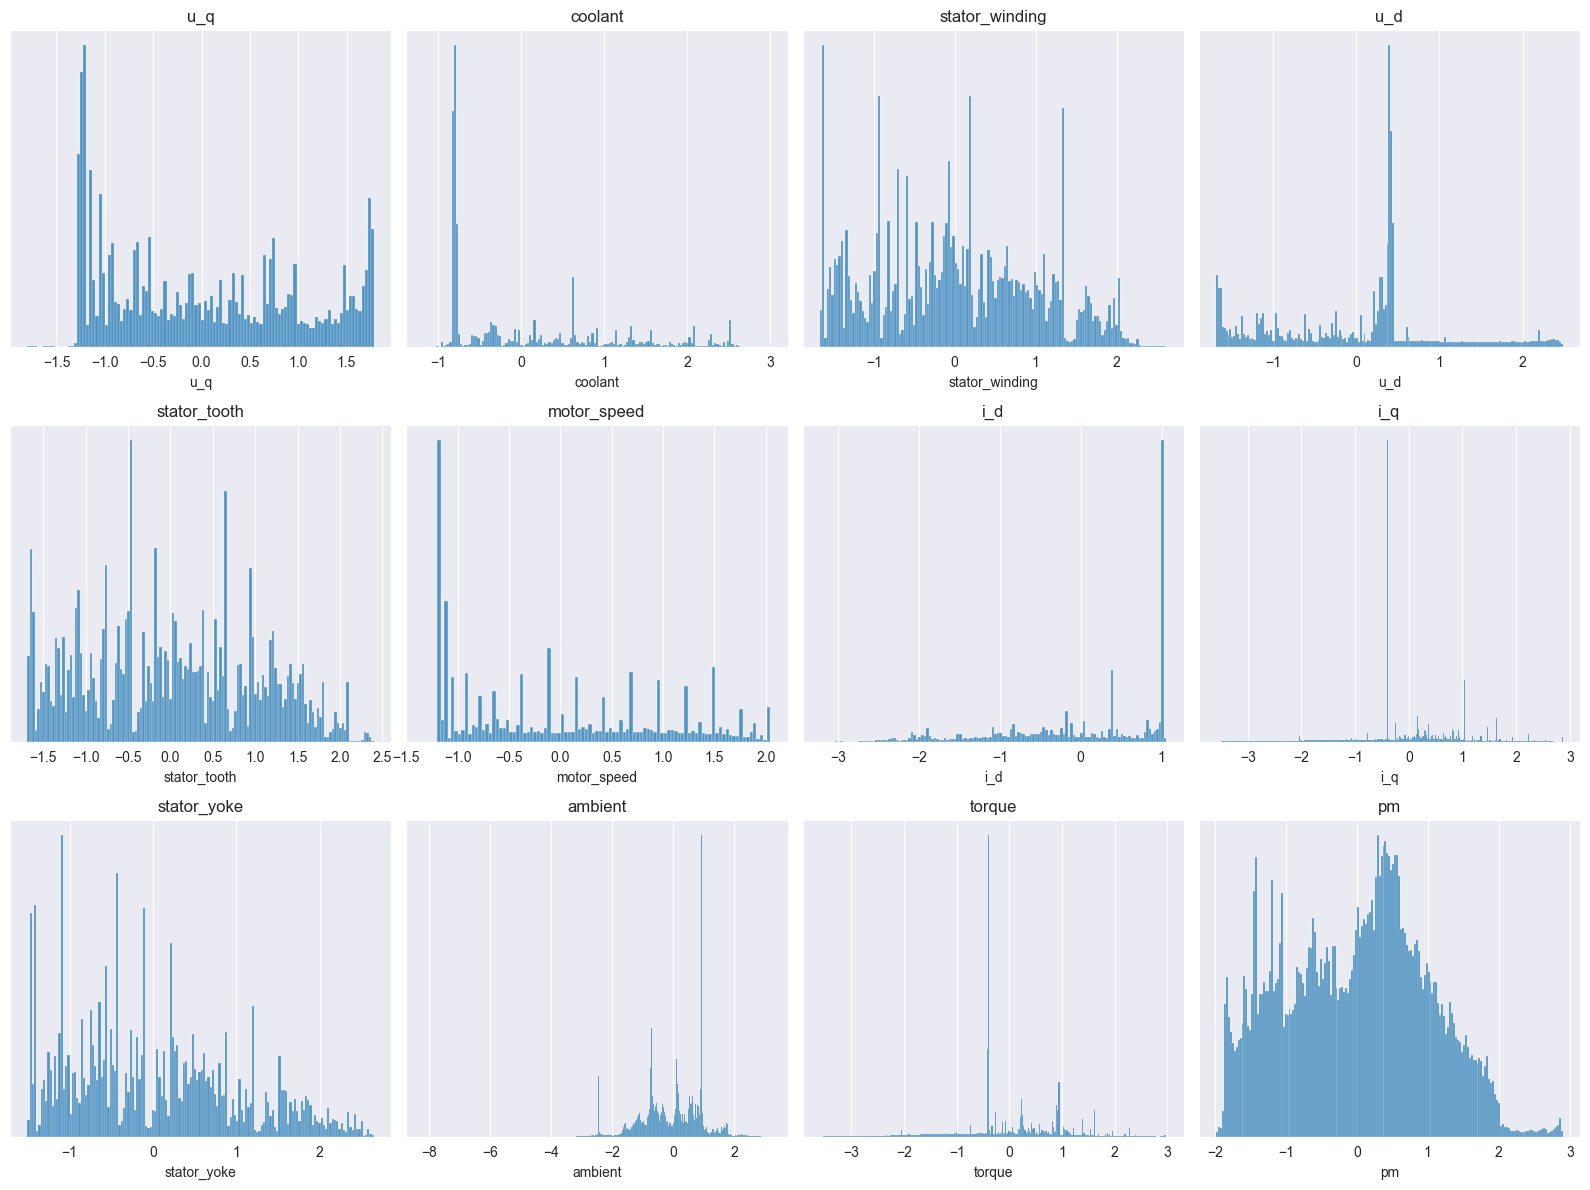 u_q coolant stator_winding u_d
−1.5 −1.0 −0.5 0.0 0.5 1.0 1.5 −1 0 1 2 3 −1 0 1 2 −1 0 1 2
u_q coolant stator_winding u_d
stator_tooth motor_speed i_d i_q
−1.5 −1.0 −0.5 0.0 0.5 1.0 1.5 2.0 2.5 −1.5 −1.0 −0.5 0.0 0.5 1.0 1.5 2.0 −3 −2 −1 0 1 −3 −2 −1 0 1 2 3
stator_tooth motor_speed i_d i_q
stator_yoke ambient torque pm
−1 0 1 2 −8 −6 −4 −2 0 2 −3 −2 −1 0 1 2 3 −2 −1 0 1 2 3
stator_yoke ambient torque pm